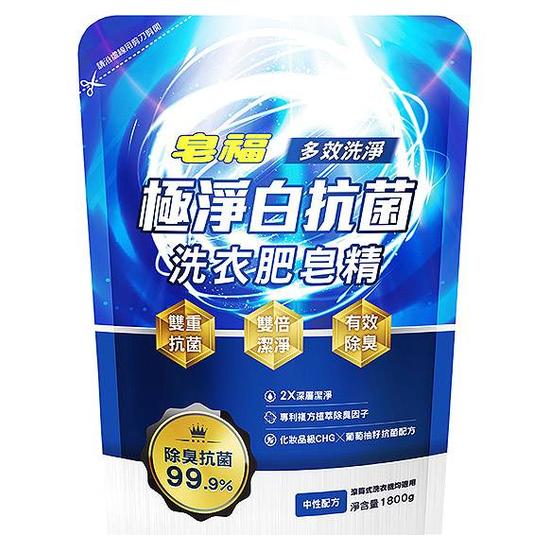 請沿虛線用剪刀剪開
皂福 多效洗淨
極淨白抗菌
洗衣肥皂精
雙重抗菌
雙倍潔淨
有效除臭
2X深層潔淨
專利複方植萃除臭因子
化妝品級CHG×葡萄柚籽抗菌配方
除臭抗菌
99.9%
中性配方
滾筒式洗衣機均適用
淨含量1800g